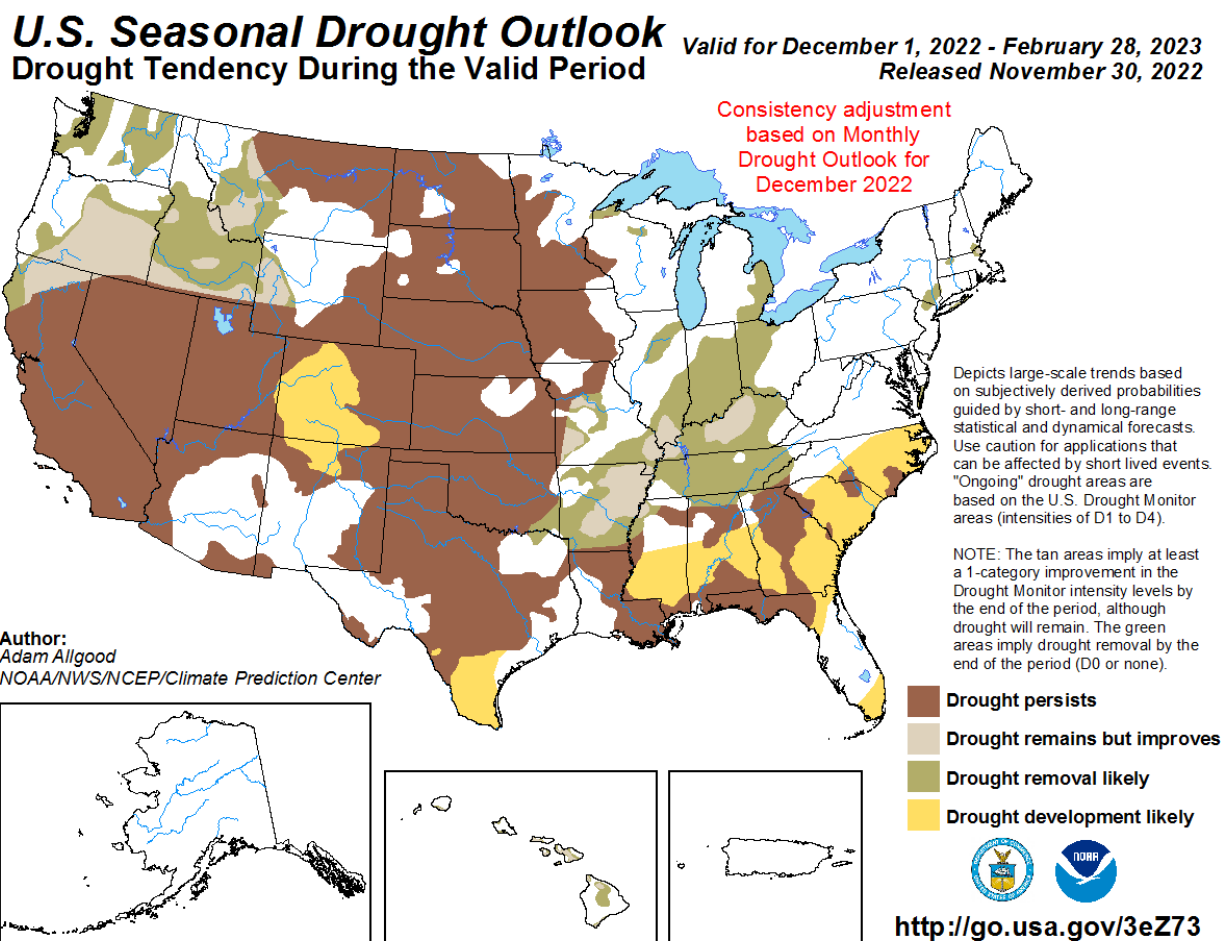 U.S. Seasonal Drought Outlook
Drought Tendency During the Valid Period
Valid for December 1, 2022 - February 28, 2023
Released November 30, 2022
Consistency adjustment
based on Monthly
Drought Outlook for
December 2022
Depicts large-scale trends based
on subjectively derived probabilities
guided by short- and long-range
statistical and dynamical forecasts.
Use caution for applications that
can be affected by short lived events.
"Ongoing" drought areas are
based on the U.S. Drought Monitor
areas (intensities of D1 to D4).
NOTE: The tan areas imply at least
a 1-category improvement in the
Drought Monitor intensity levels by
the end of the period, although
drought will remain. The green
areas imply drought removal by the
end of the period (D0 or none).
Author:
Adam Allgood
NOAA/NWS/NCEP/Climate Prediction Center
Drought persists
Drought remains but improves
Drought removal likely
Drought development likely
NOAA
http://go.usa.gov/3eZ73